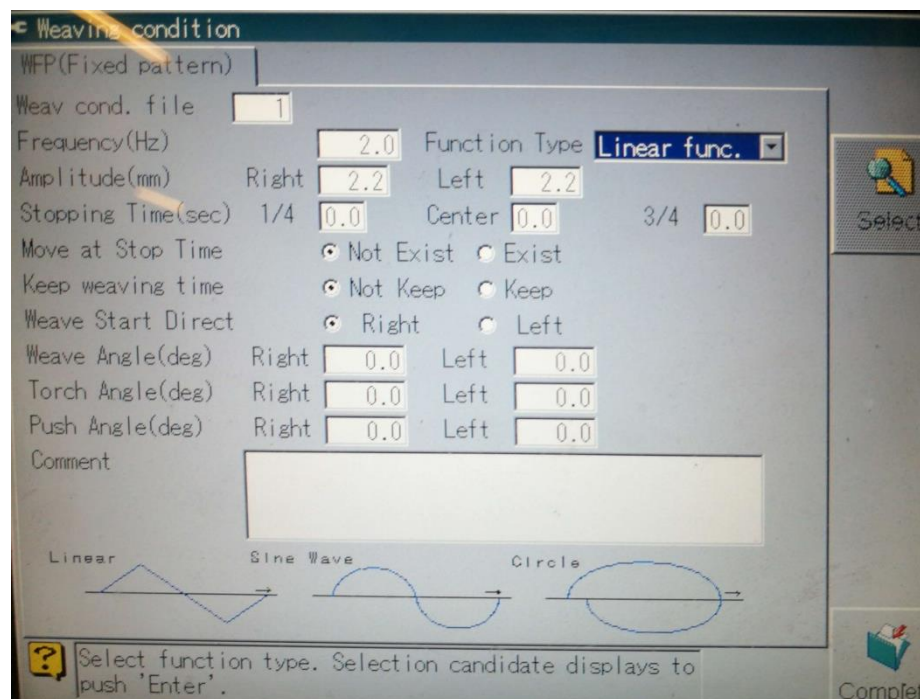 Weaving condition
WFP(Fixed pattern)
Weav cond. file 1
Frequency(Hz) 2.0 Function Type Linear func.
Amplitude(mm) Right 2.2 Left 2.2
Stopping Time(sec) 1/4 0.0 Center 0.0 3/4 0.0
Select
Move at Stop Time Not Exist Exist
Keep weaving time Not Keep Keep
Weave Start Direct Right Left
Weave Angle(deg) Right 0.0 Left 0.0
Torch Angle(deg) Right 0.0 Left 0.0
Push Angle(deg) Right 0.0 Left 0.0
Comment
Linear Sine Wave Circle
Select function type. Selection candidate displays to
push 'Enter'.
Comple